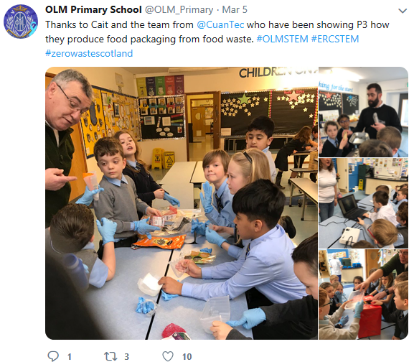 OLM Primary School @OLM_Primary · Mar 5
Thanks to Cait and the team from @CuanTec who have been showing P3 how
they produce food packaging from food waste. #OLMSTEM #ERCSTEM
#zerowastescotland
CHILDREN
1 3 10